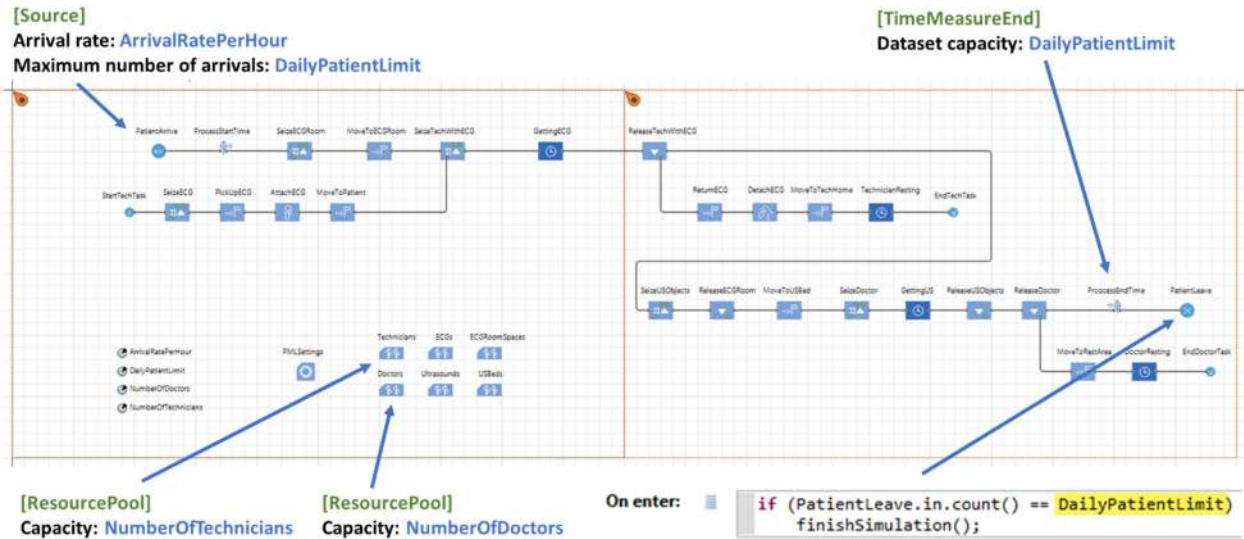 [Source]
Arrival rate: ArrivalRatePerHour
Maximum number of arrivals: DailyPatientLimit
[TimeMeasureEnd]
Dataset capacity: DailyPatientLimit
PatientArrive ProcessStartTime SeizeECGRoom MoveToECGRoom SeizeTechWithECG GettingECG ReleaseTechWithECG
StartTechTask SeizeECG PickUpECG AttachECG MoveToPatient
ReturnECG DetachECG MoveToTechHome TechnicianResting EndTechTask
SeizeUSObjects ReleaseECGRoom MoveToUSBed SeizeDoctor GettingUS ReleaseUSObjects ReleaseDoctor ProccessEndTime PatientLeave
MoveToRestArea DoctorResting EndDoctorTask
ArrivalRatePerHour
DailyPatientLimit
NumberOfDoctors
NumberOfTechnicians
PMLSettings
Technicians ECGs ECGRoomSpaces
Doctors Ultrasounds USBeds
[ResourcePool]
Capacity: NumberOfTechnicians
[ResourcePool]
Capacity: NumberOfDoctors
On enter:
if (PatientLeave.in.count() == DailyPatientLimit)
finishSimulation();